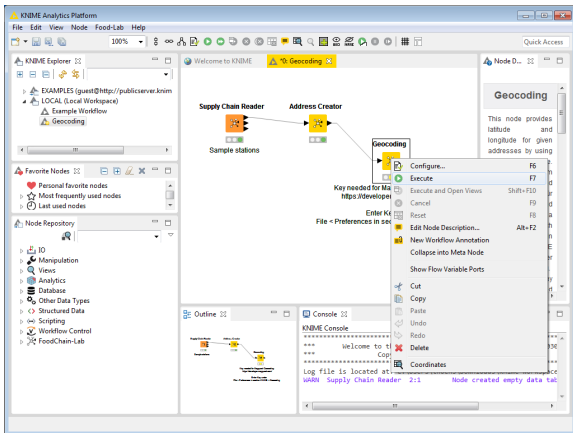 KNIME Analytics Platform
File Edit View Node Food-Lab Help
100%
Quick Access
KNIME Explorer
EXAMPLES (guest@http://publicserver.knim
LOCAL (Local Workspace)
Example Workflow
Geocoding
Favorite Nodes
Personal favorite nodes
Most frequently used nodes
Last used nodes
Node Repository
IO
Manipulation
Views
Analytics
Database
Other Data Types
Structured Data
Scripting
Workflow Control
FoodChain-Lab
Welcome to KNIME
*0: Geocoding
Supply Chain Reader
Sample stations
Address Creator
Geocoding
Key needed for Ma
https://develope
Enter Ke
File < Preferences in sec
Configure... F6
Execute F7
Execute and Open Views Shift+F10
Cancel F9
Reset F8
Edit Node Description... Alt+F2
New Workflow Annotation
Collapse into Meta Node
Show Flow Variable Ports
Cut
Copy
Paste
Undo
Redo
Delete
Coordinates
Node D...
Geocoding
This node provides
latitude and
longitude for given
addresses by using
Outline
Console
KNIME Console
*** Welcome to th
*** Cop
Log file is located at:
WARN Supply Chain Reader 2:1 Node created empty data tab